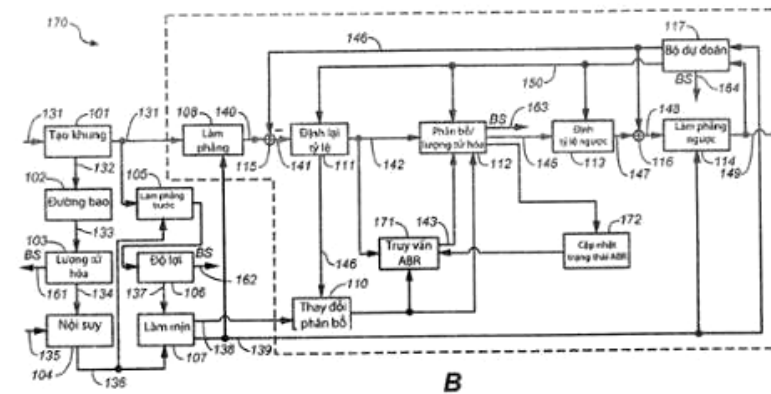 170
146
117
Bộ dự đoán
150
BS
164
131
101
131
108
140
BS
163
148
Tạo khung
Làm phẳng
Định lại tỷ lệ
Phân bổ/ lượng tử hóa
Định tỷ lệ ngược
Làm phẳng ngược
115
141
111
142
112
145
113
147
116
114
149
132
102
105
Đường bao
Làm phẳng trước
133
171
143
172
103
BS
Lượng tử hóa
Độ lợi
BS
Truy vấn ABR
Cập nhật trạng thái ABR
161
134
137
106
162
146
110
Nội suy
Làm mịn
Thay đổi phân bổ
135
104
136
107
138
139
B